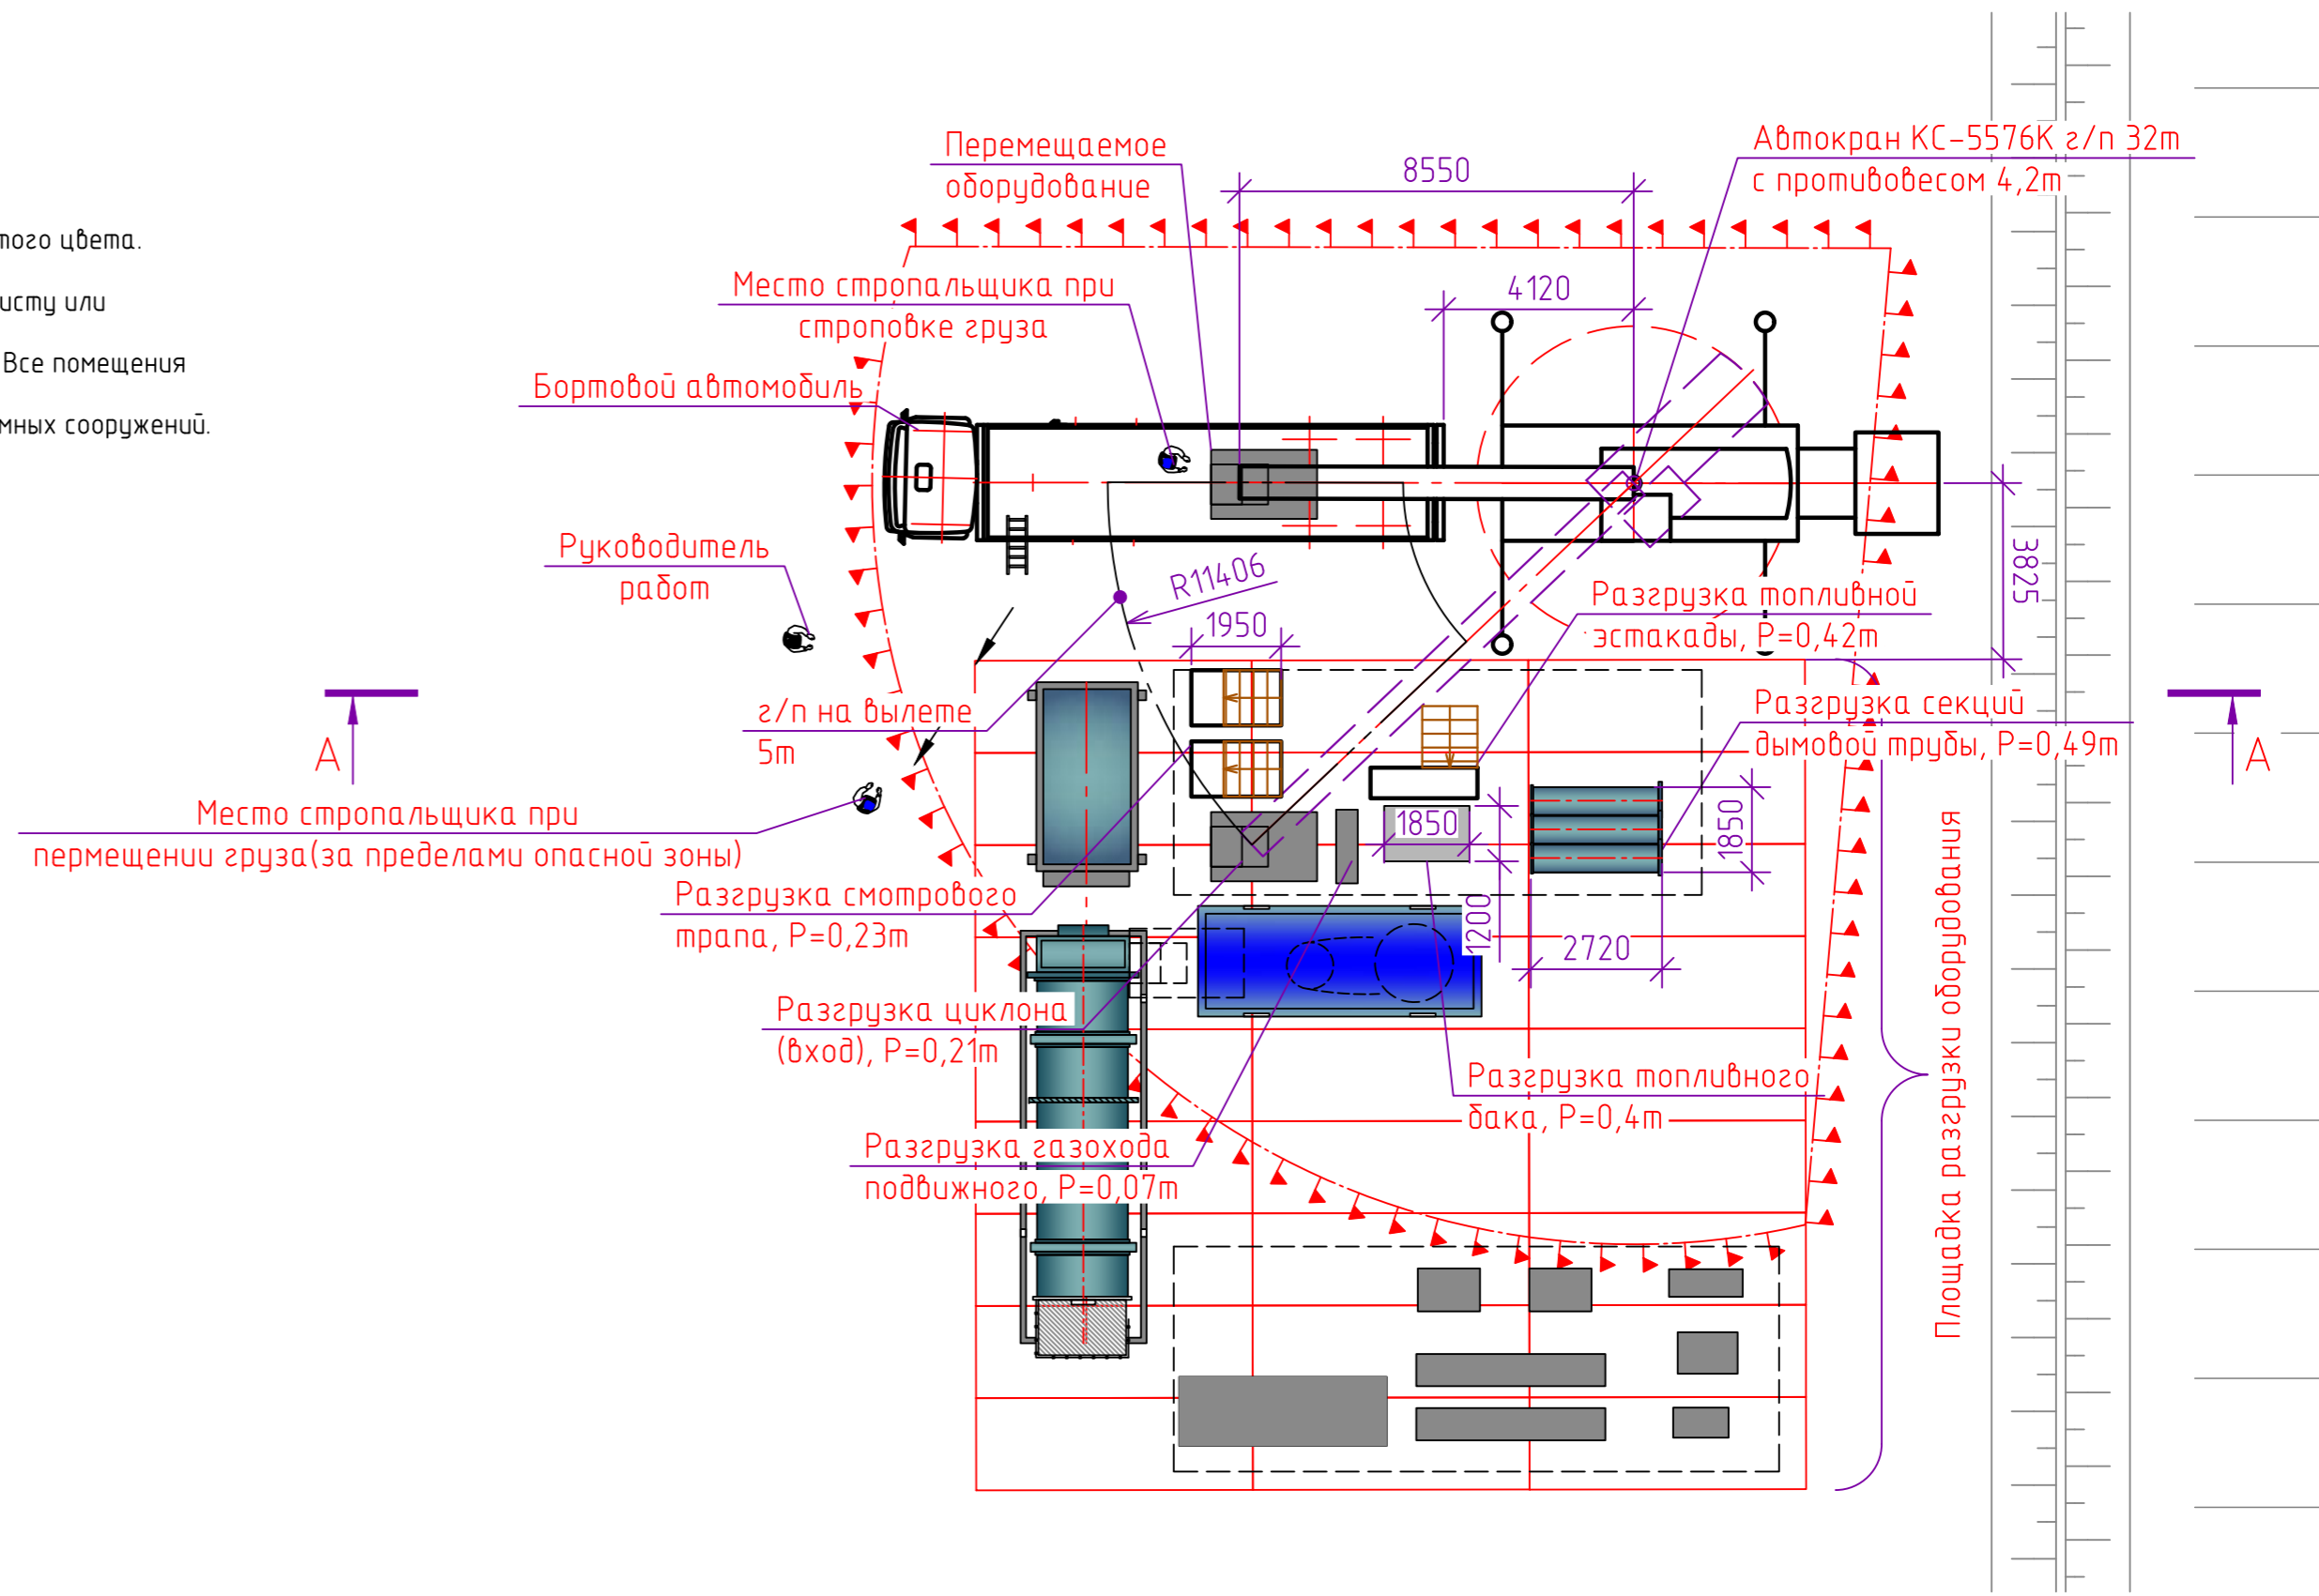 Перемещаемое
оборудование
8550
Автокран КС-5576К г/п 32т
с противовесом 4,2т
того цвета.
исту или
Все помещения
мных сооружений.
Место стропальщика при
строповке груза
4120
Бортовой автомобиль
Руководитель
работ
R11406
1950
3825
Разгрузка топливной
эстакады, Р=0,42т
г/п на вылете
5т
Разгрузка секций
дымовой трубы, Р=0,49т
А
А
Место стропальщика при
пермещении груза(за пределами опасной зоны)
1850
1850
Разгрузка смотрового
трапа, Р=0,23т
1200
2720
Разгрузка циклона
(вход), Р=0,21т
Разгрузка топливного
бака, Р=0,4т
Разгрузка газохода
подвижного, Р=0,07т
Площадка разгрузки оборудования